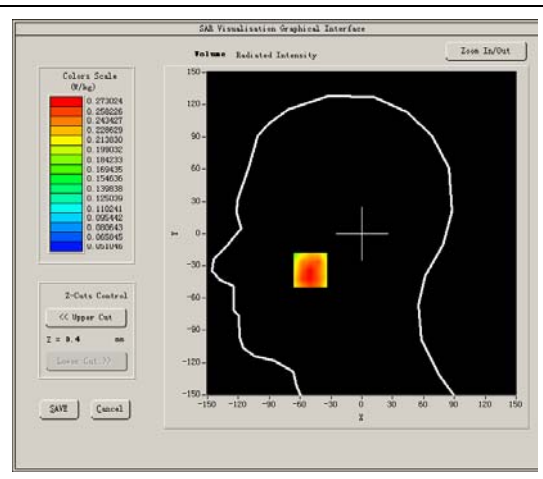 SAR Visualisation Graphical Interface
Volume Radiated Intensity
Zoom In/Out
Colors Scale
(W/kg)
0.273024
0.258226
0.243427
0.228629
0.213830
0.199032
0.184233
0.169435
0.154636
0.139838
0.125039
0.110241
0.095442
0.080643
0.065845
0.051046
Z-Cuts Control
<< Upper Cut
Z = 8.4 mm
Lower Cut >>
SAVE
Cancel
150
120
90
60
30
0
-30
-60
-90
-120
-150
Y
-150 -120 -90 -60 -30 0 30 60 90 120 150
X